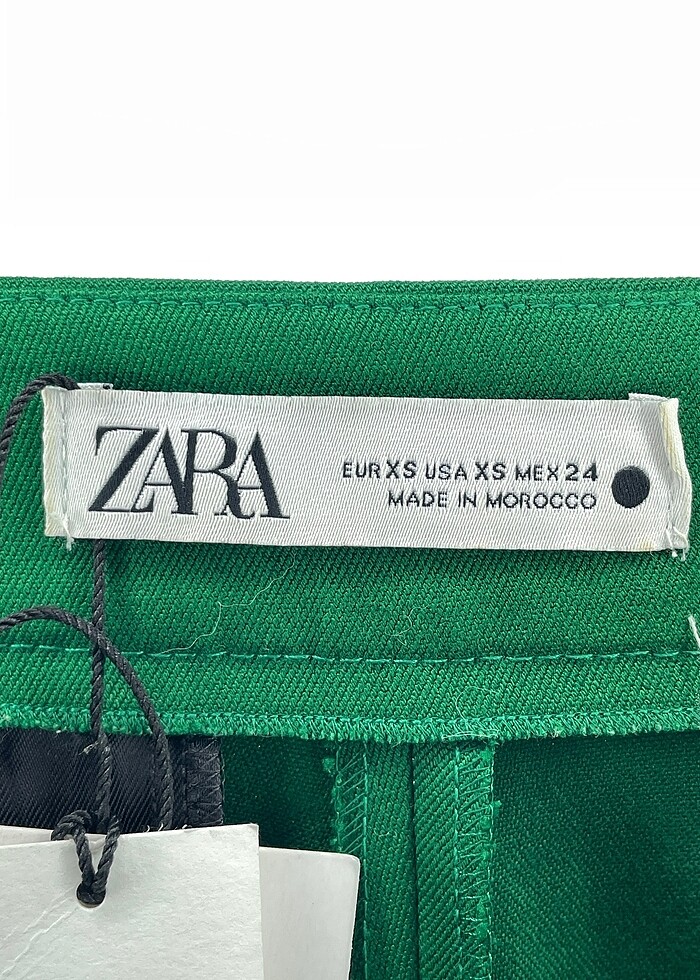 ZARA
EUR XS USA XS MEX 24
MADE IN MOROCCO